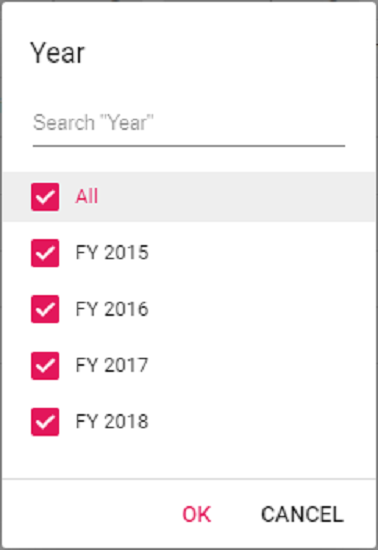 Year
Search "Year"
All
FY 2015
FY 2016
FY 2017
FY 2018
OK CANCEL